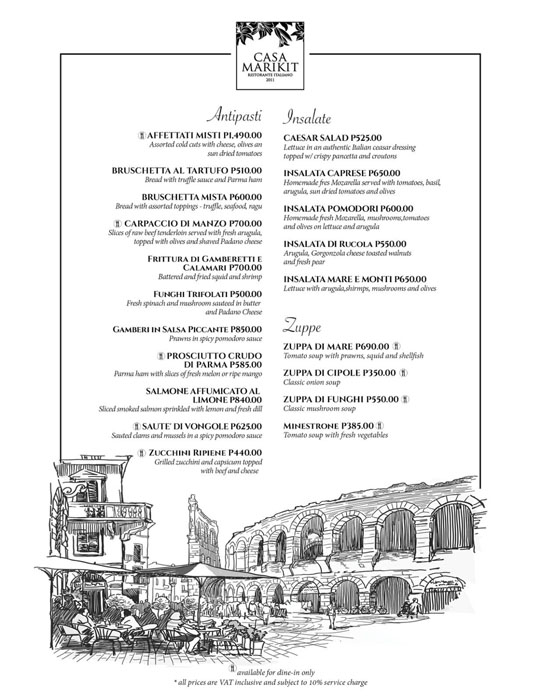 CASA
MARIKIT
RISTORANTE ITALIANO
2011
Antipasti
AFFETTATI MISTI P1,490.00
Assorted cold cuts with cheese, olives an
sun dried tomatoes
BRUSCHETTA AL TARTUFO P510.00
Bread with truffle sauce and Parma ham
BRUSCHETTA MISTA P600.00
Bread with assorted toppings - truffle, seafood, ragu
CARPACCIO DI MANZO P700.00
Slices of raw beef tenderloin served with fresh arugula,
topped with olives and shaved Padano cheese
FRITTURA DI GAMBERETTI E
CALAMARI P700.00
Battered and fried squid and shrimp
FUNGHI TRIFOLATI P500.00
Fresh spinach and mushroom sauteed in butter
and Padano Cheese
GAMBERI IN SALSA PICCANTE P850.00
Prawns in spicy pomodoro sauce
PROSCIUTTO CRUDO
DI PARMA P585.00
Parma ham with slices of fresh melon or ripe mango
SALMONE AFFUMICATO AL
LIMONE P840.00
Sliced smoked salmon sprinkled with lemon and fresh dill
SAUTE' DI VONGOLE P625.00
Sauted clams and mussels in a spicy pomodoro sauce
ZUCCHINI RIPIENE P440.00
Grilled zucchini and capsicum topped
with beef and cheese
Insalate
CAESAR SALAD P525.00
Lettuce in an authentic Italian ceasar dressing
topped w/ crispy pancetta and croutons
INSALATA CAPRESE P650.00
Homemade fres Mozarella served with tomatoes, basil,
arugula, sun dried tomatoes and olives
INSALATA POMODORI P600.00
Homemade fresh Mozarella, mushrooms,tomatoes
and olives on lettuce and arugula
INSALATA DI RUCOLA P550.00
Arugula, Gorgonzola cheese toasted walnuts
and fresh pear
INSALATA MARE E MONTI P650.00
Lettuce with arugula,shirmps, mushrooms and olives
Zuppe
ZUPPA DI MARE P690.00
Tomato soup with prawns, squid and shellfish
ZUPPA DI CIPOLE P350.00
Classic onion soup
ZUPPA DI FUNGHI P550.00
Classic mushroom soup
MINESTRONE P385.00
Tomato soup with fresh vegetables
available for dine-in only
* all prices are VAT inclusive and subject to 10% service charge